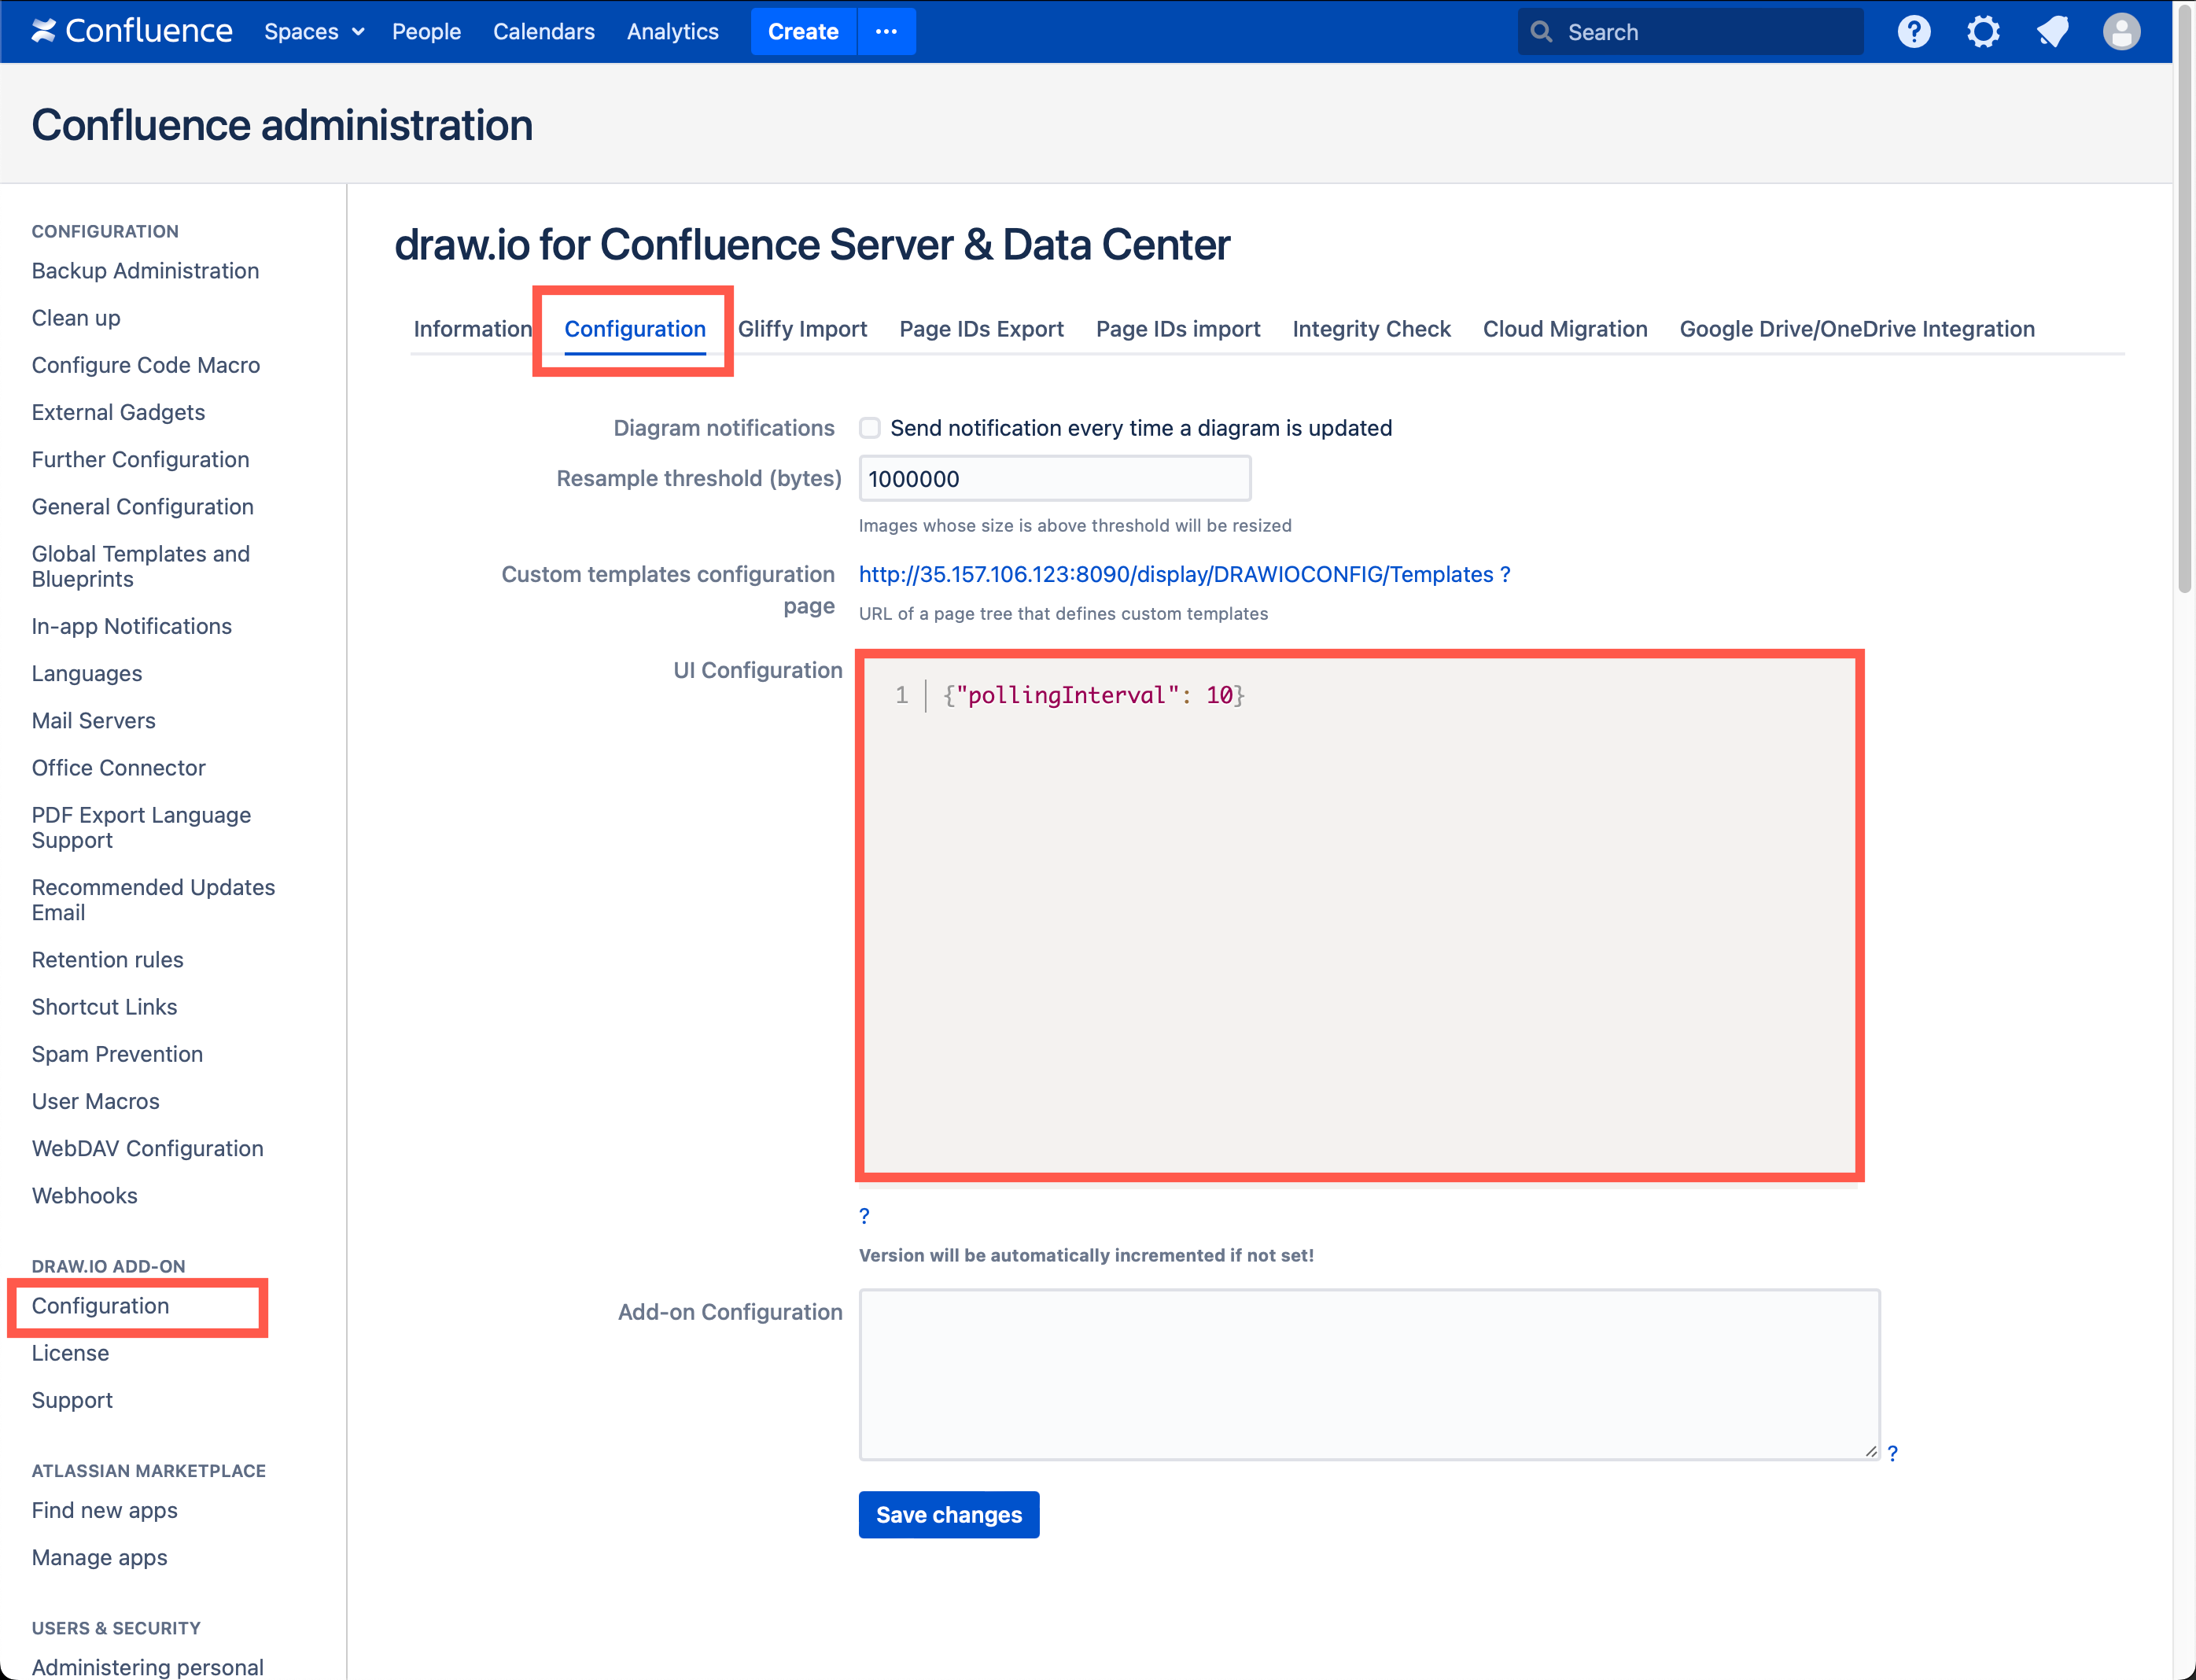 Confluence Spaces People Calendars Analytics Create ··· Search
Confluence administration
CONFIGURATION
Backup Administration
Clean up
Configure Code Macro
External Gadgets
Further Configuration
General Configuration
Global Templates and
Blueprints
In-app Notifications
Languages
Mail Servers
Office Connector
PDF Export Language
Support
Recommended Updates
Email
Retention rules
Shortcut Links
Spam Prevention
User Macros
WebDAV Configuration
Webhooks
DRAW.IO ADD-ON
Configuration
License
Support
ATLASSIAN MARKETPLACE
Find new apps
Manage apps
USERS & SECURITY
Administering personal
draw.io for Confluence Server & Data Center
Information Configuration Gliffy Import Page IDs Export Page IDs import Integrity Check Cloud Migration Google Drive/OneDrive Integration
Diagram notifications Send notification every time a diagram is updated
Resample threshold (bytes) 1000000
Images whose size is above threshold will be resized
Custom templates configuration
page
http://35.157.106.123:8090/display/DRAWIOCONFIG/Templates ?
URL of a page tree that defines custom templates
UI Configuration
1 {"pollingInterval": 10}
?
Version will be automatically incremented if not set!
Add-on Configuration
?
Save changes